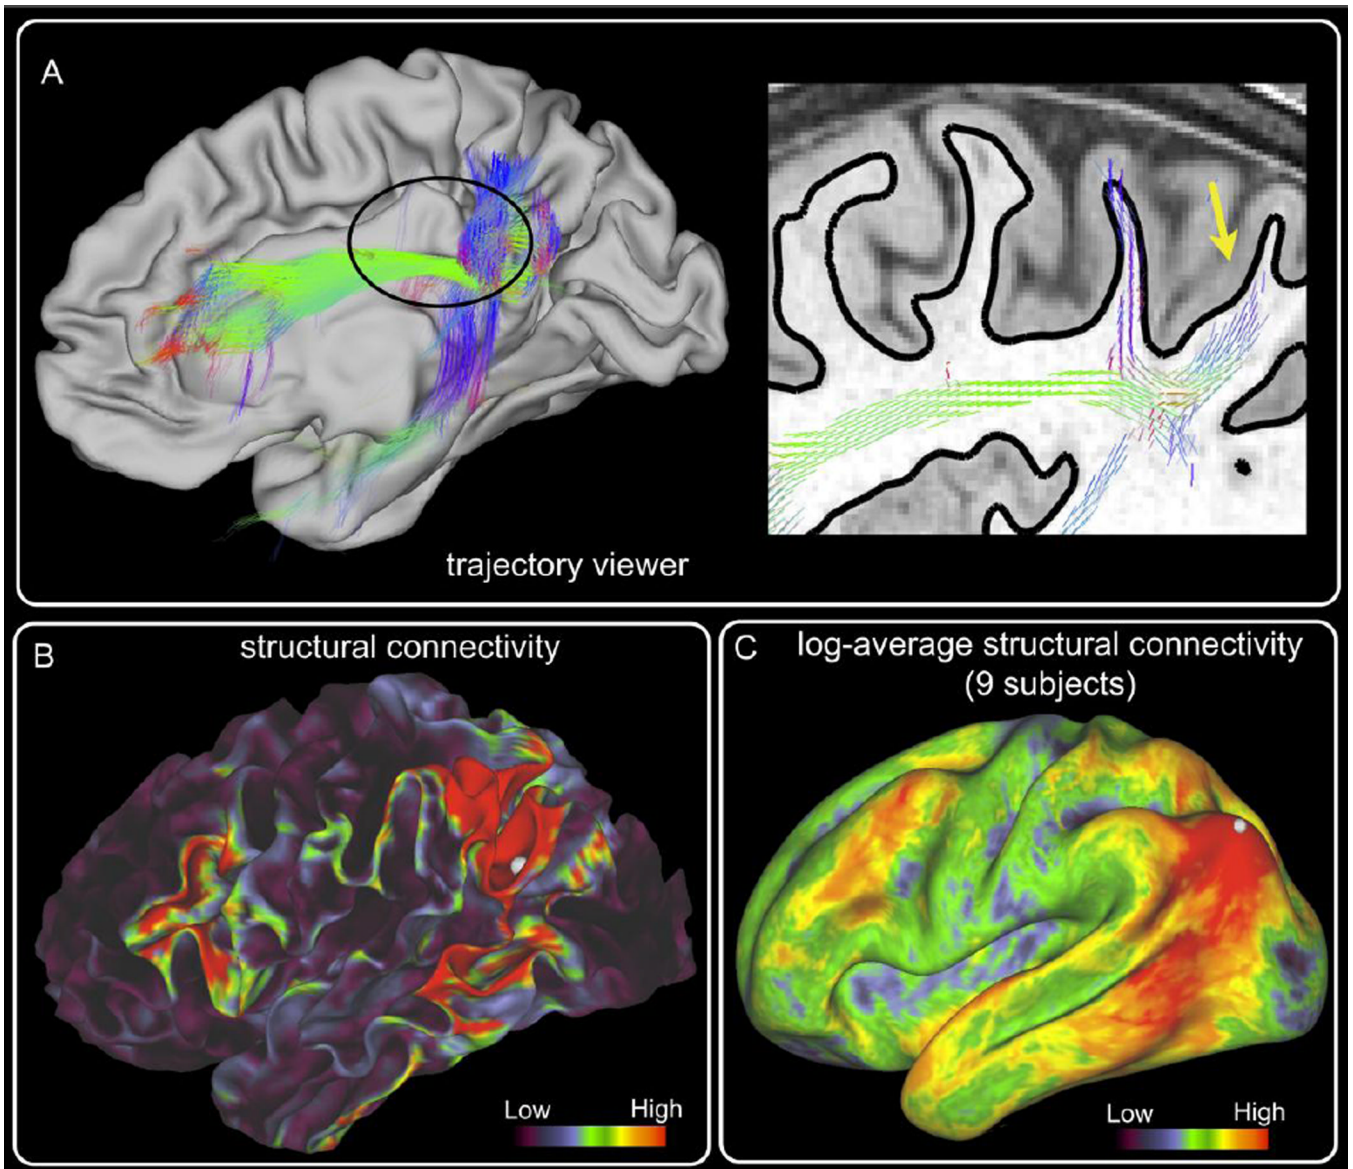 A
trajectory viewer
B
structural connectivity
Low
High
C
log-average structural connectivity
(9 subjects)
Low
High